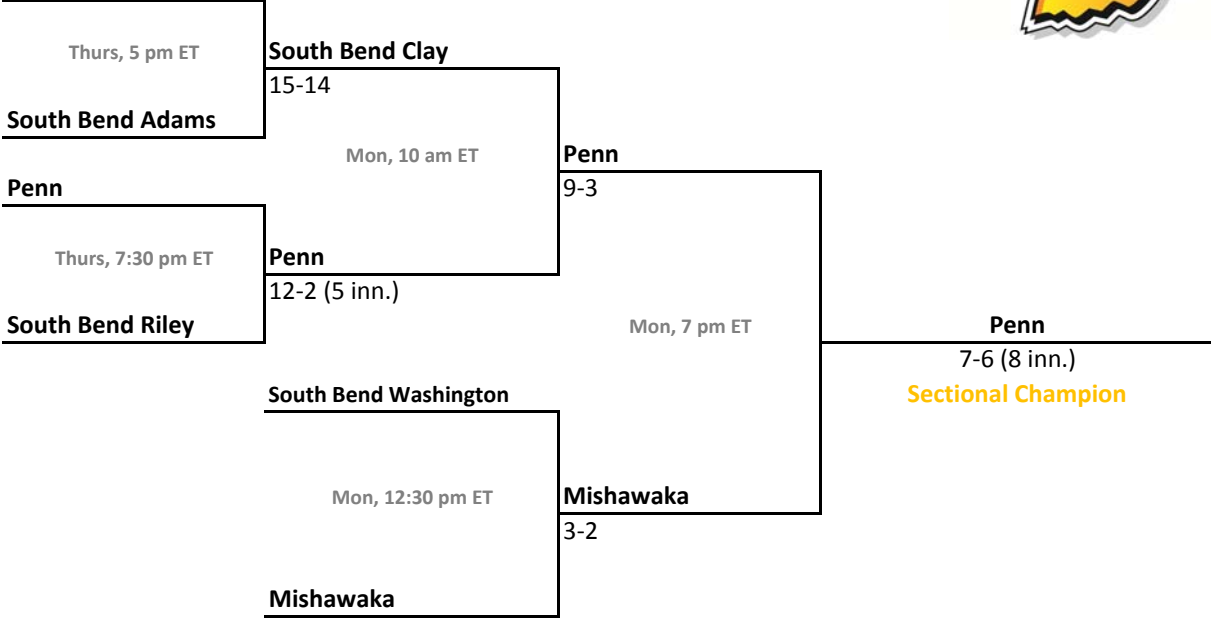 Thurs, 5 pm ET
South Bend Clay
15-14
South Bend Adams
Mon, 10 am ET
Penn
9-3
Penn
Thurs, 7:30 pm ET
Penn
12-2 (5 inn.)
South Bend Riley
Mon, 7 pm ET
Penn
7-6 (8 inn.)
Sectional Champion
South Bend Washington
Mon, 12:30 pm ET
Mishawaka
3-2
Mishawaka